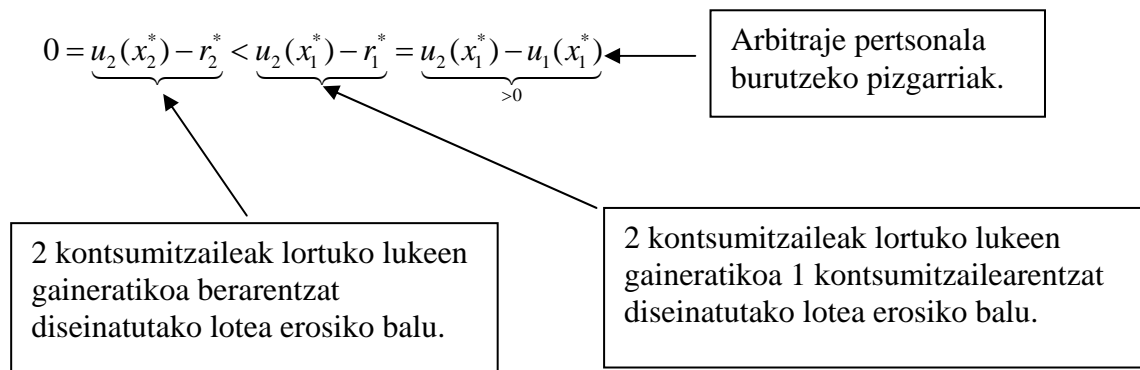 0 = u₂(x₂*) − r₂* < u₂(x₁*) − r₁* = u₂(x₁*) − u₁(x₁*)
>0
Arbitraje pertsonala
burutzeko pizgarriak.
2 kontsumitzaileak lortuko lukeen
gaineratikoa berarentzat
diseinatutako lotea erosiko balu.
2 kontsumitzaileak lortuko lukeen
gaineratikoa 1 kontsumitzailearentzat
diseinatutako lotea erosiko balu.